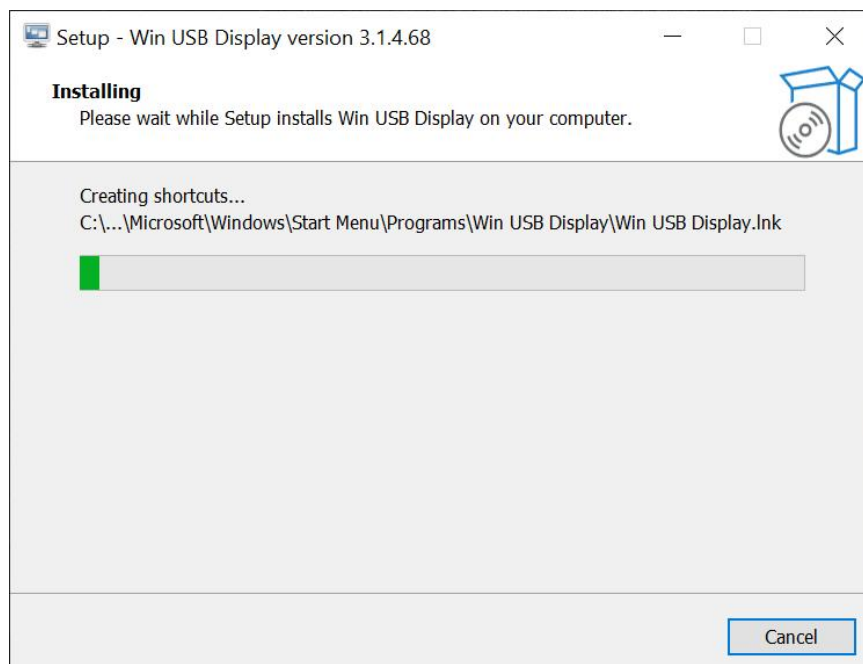 Setup - Win USB Display version 3.1.4.68
Installing
Please wait while Setup installs Win USB Display on your computer.
Creating shortcuts...
C:\...\Microsoft\Windows\Start Menu\Programs\Win USB Display\Win USB Display.lnk
Cancel